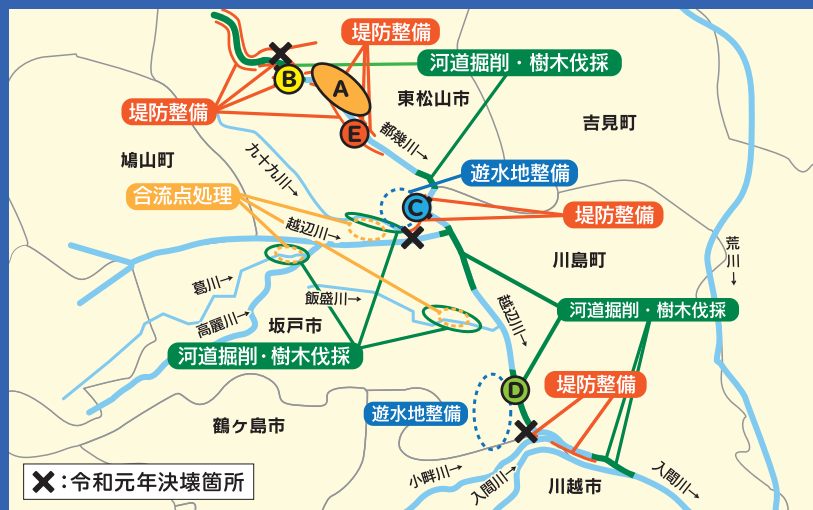 堤防整備
河道掘削・樹木伐採
B
A
東松山市
堤防整備
E
吉見町
都幾川→
鳩山町
九十九川→
遊水地整備
合流点処理
C
堤防整備
越辺川→
荒川→
川島町
葛川→
飯盛川→
越辺川→
河道掘削・樹木伐採
高麗川→
坂戸市
河道掘削・樹木伐採
堤防整備
D
遊水地整備
鶴ヶ島市
小畔川→
入間川→
入間川→
川越市
✖:令和元年決壊箇所